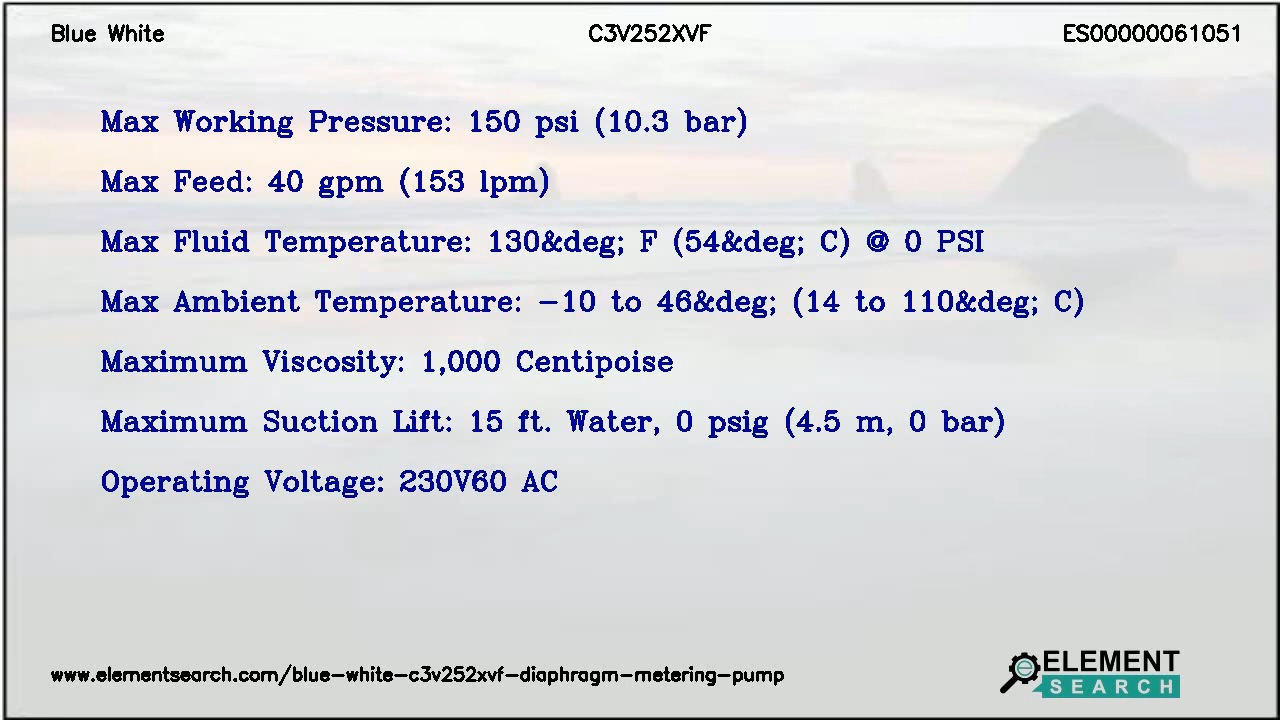 Blue White C3V252XVF ES00000061051
Max Working Pressure: 150 psi (10.3 bar)
Max Feed: 40 gpm (153 lpm)
Max Fluid Temperature: 130&deg; F (54&deg; C) @ 0 PSI
Max Ambient Temperature: -10 to 46&deg; (14 to 110&deg; C)
Maximum Viscosity: 1,000 Centipoise
Maximum Suction Lift: 15 ft. Water, 0 psig (4.5 m, 0 bar)
Operating Voltage: 230V60 AC
www.elementsearch.com/blue-white-c3v252xvf-diaphragm-metering-pump
ELEMENT
SEARCH